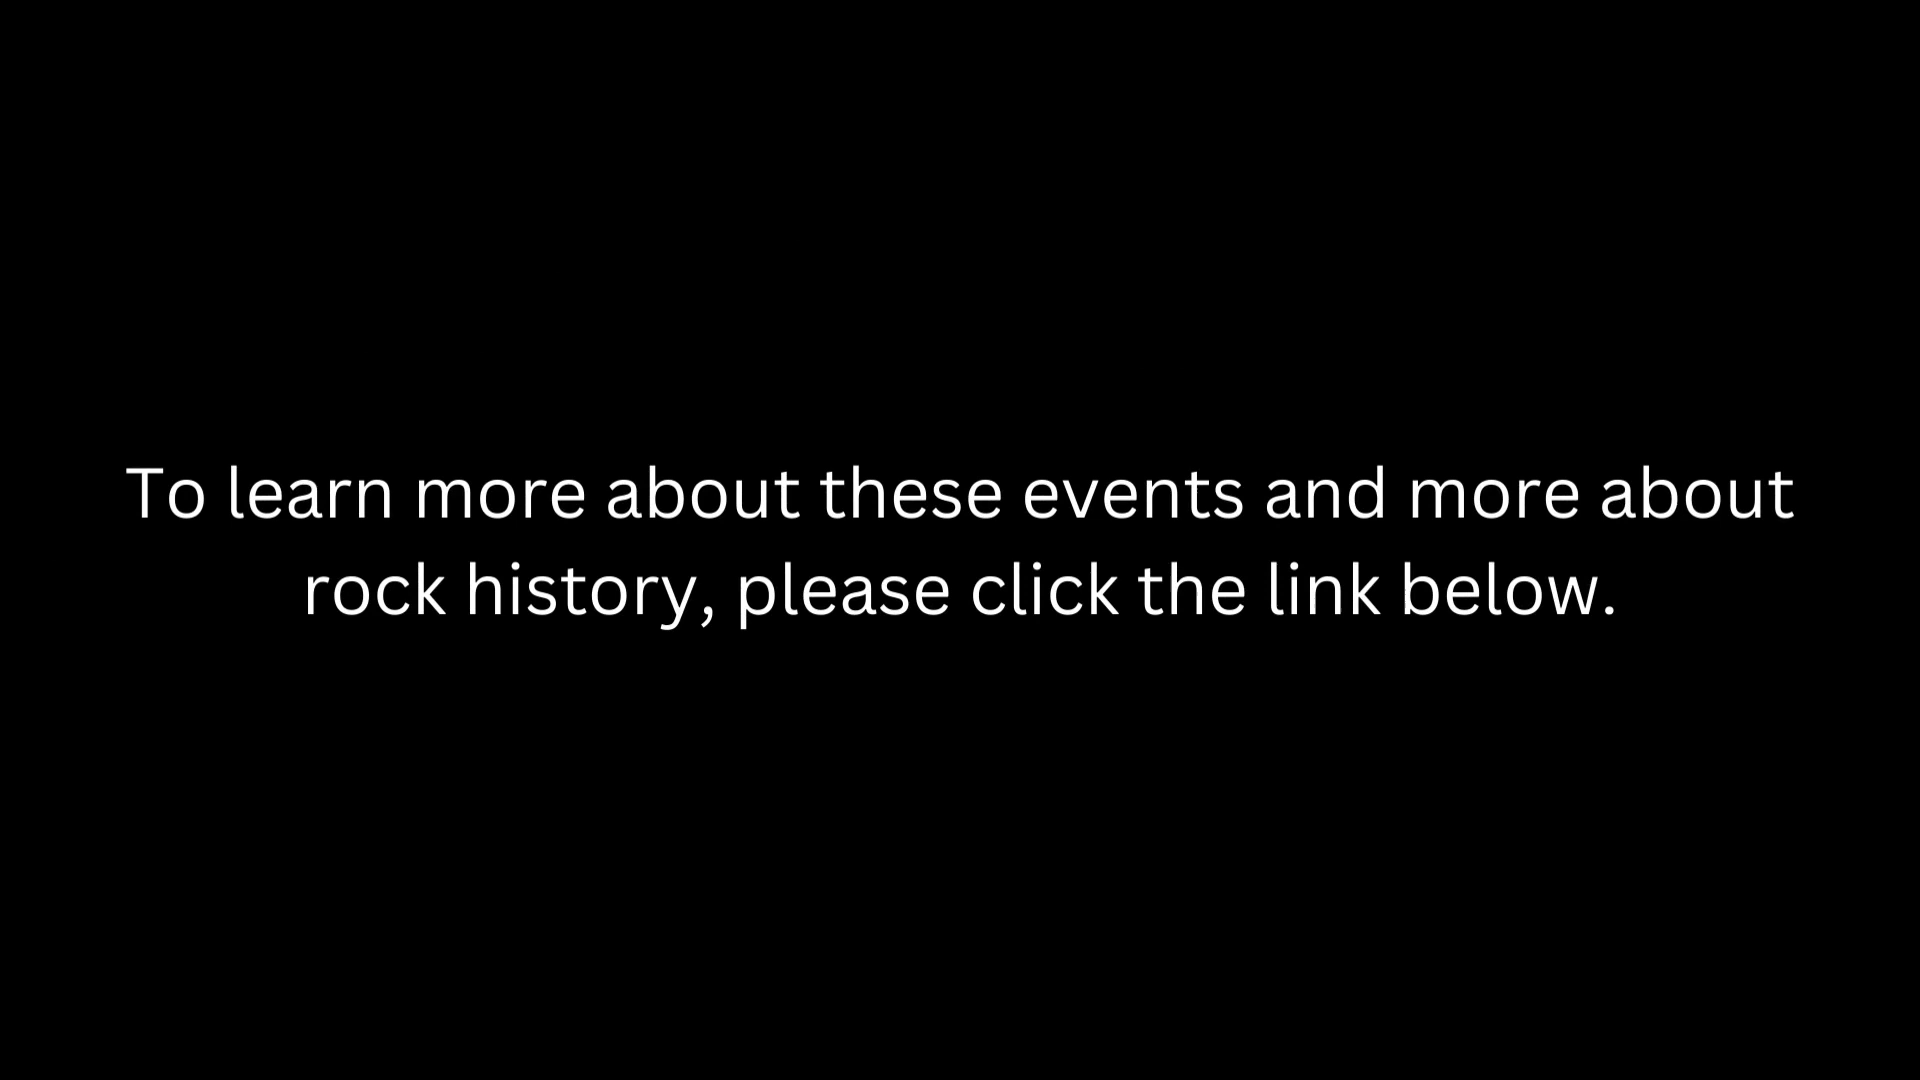 To learn more about these events and more about
rock history, please click the link below.